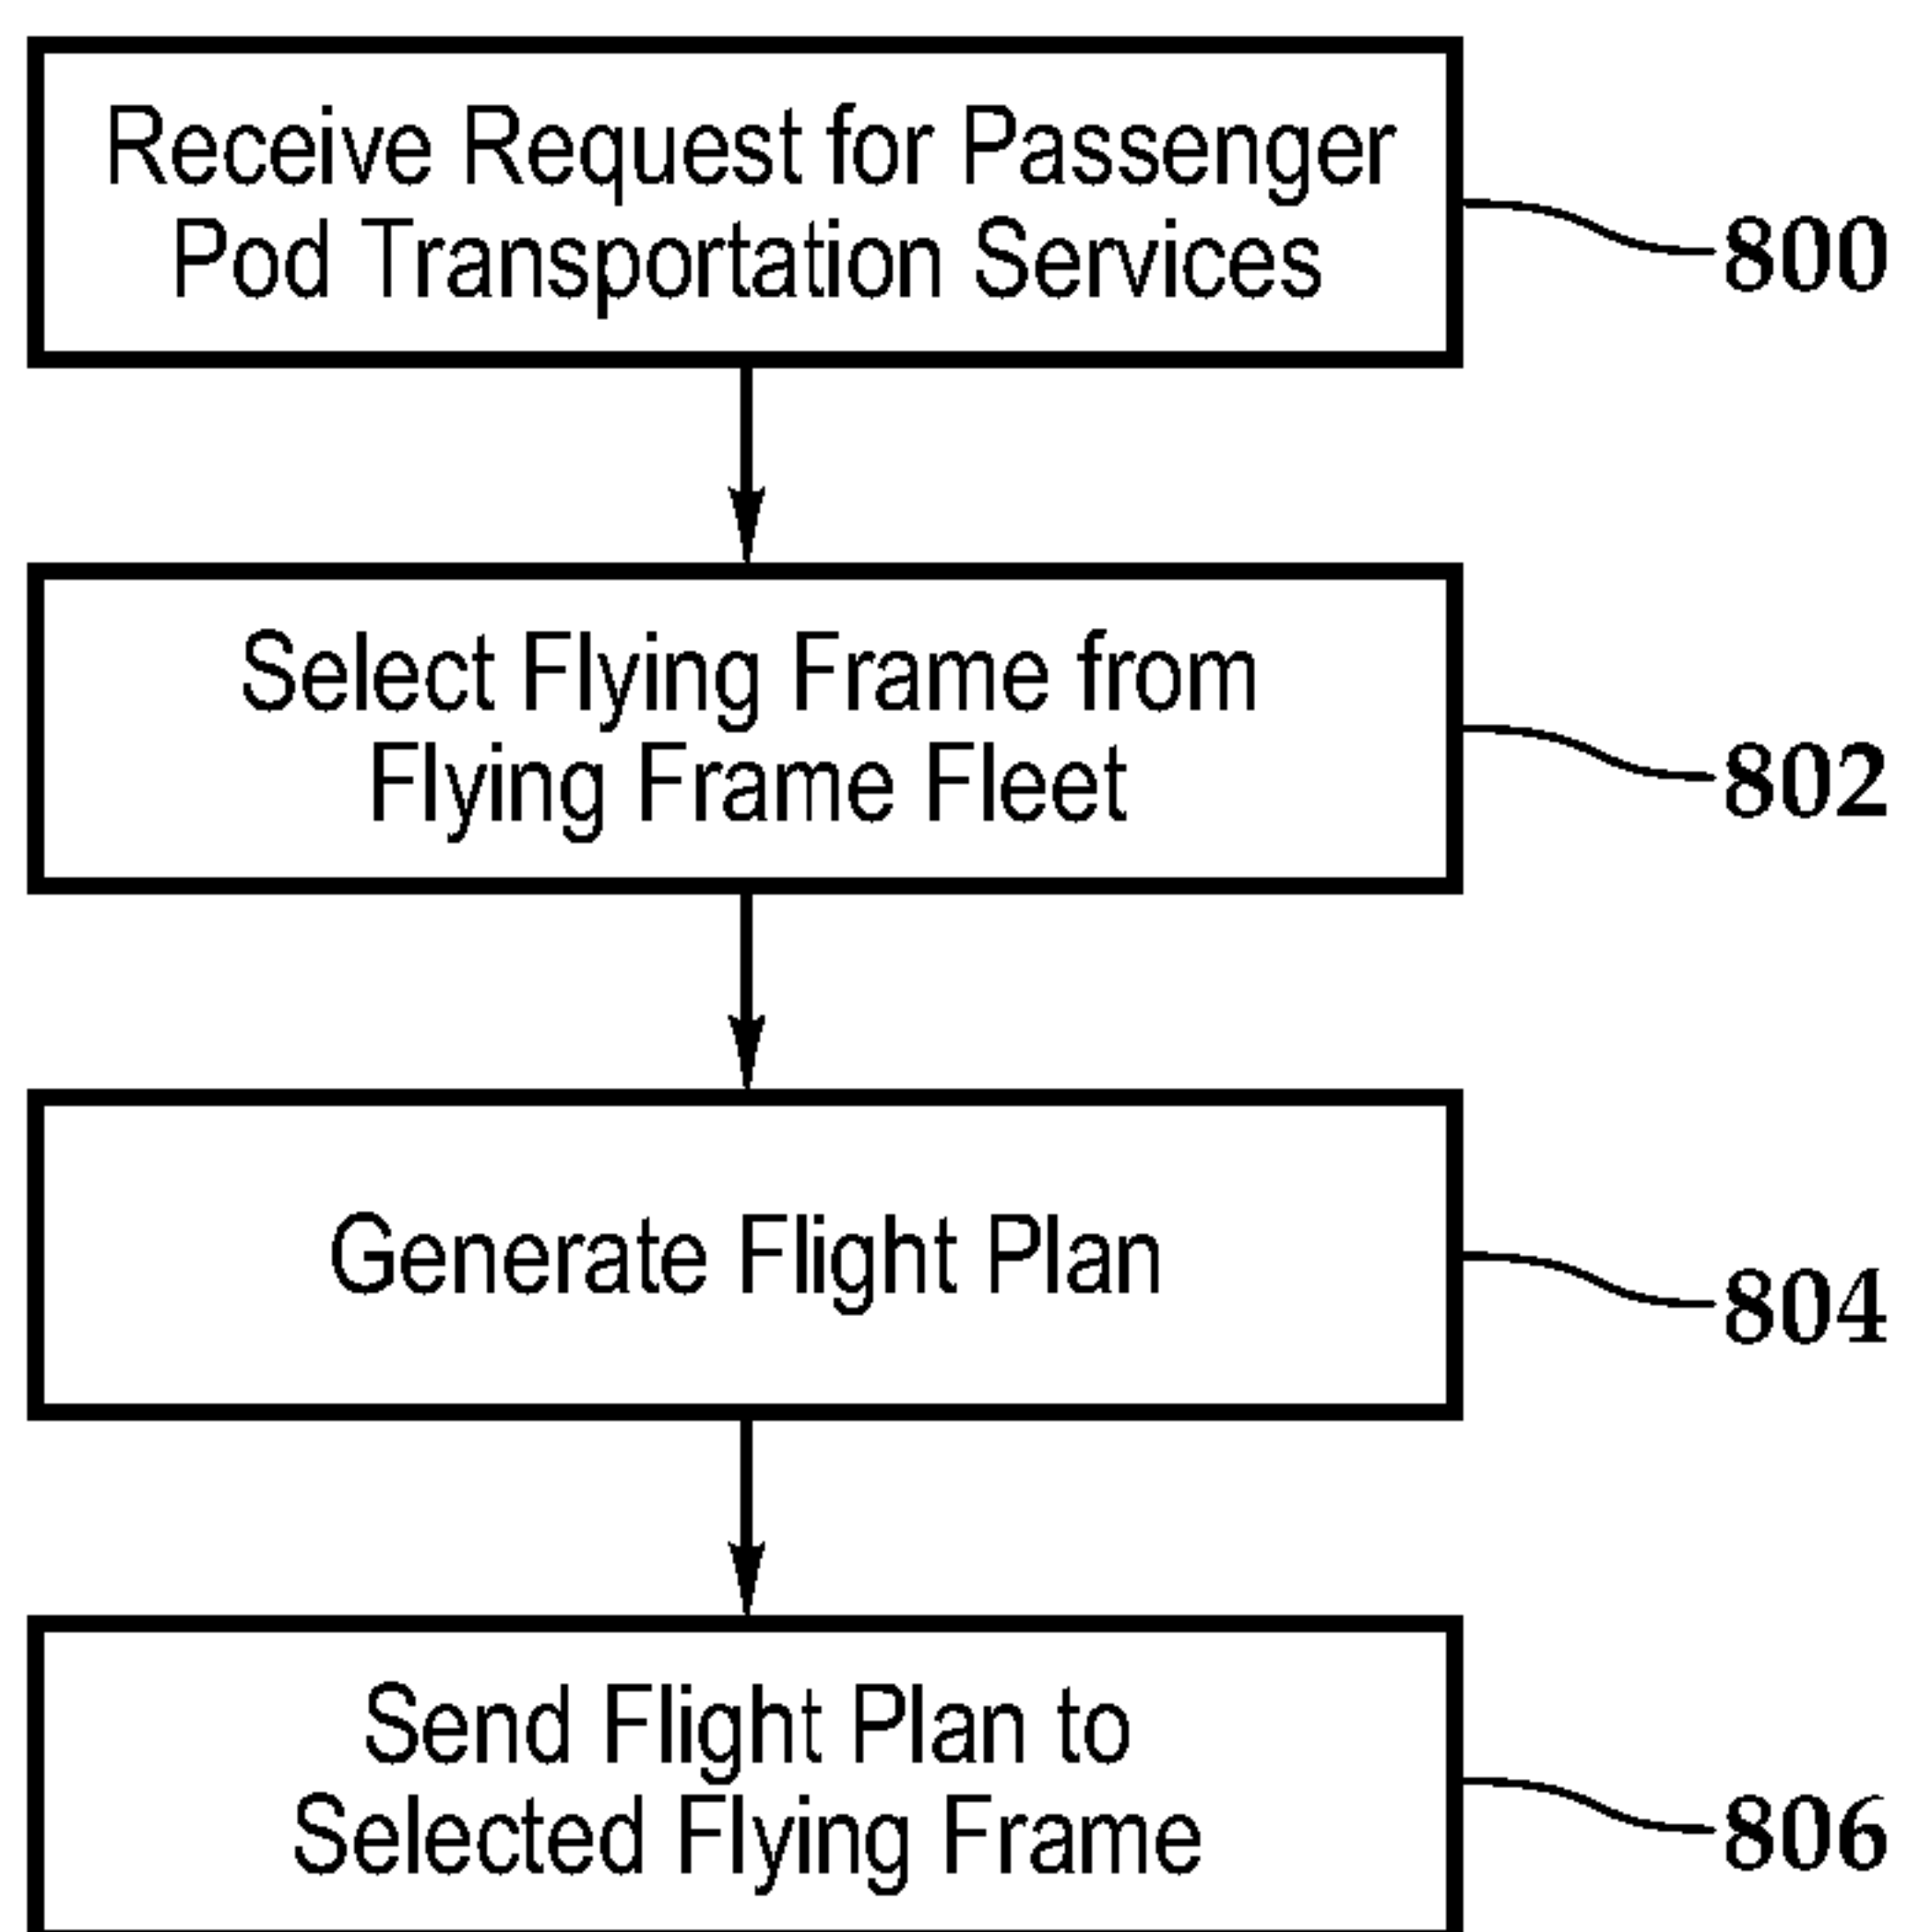 Receive Request for Passenger
Pod Transportation Services
800
Select Flying Frame from
Flying Frame Fleet
802
Generate Flight Plan
804
Send Flight Plan to
Selected Flying Frame
806